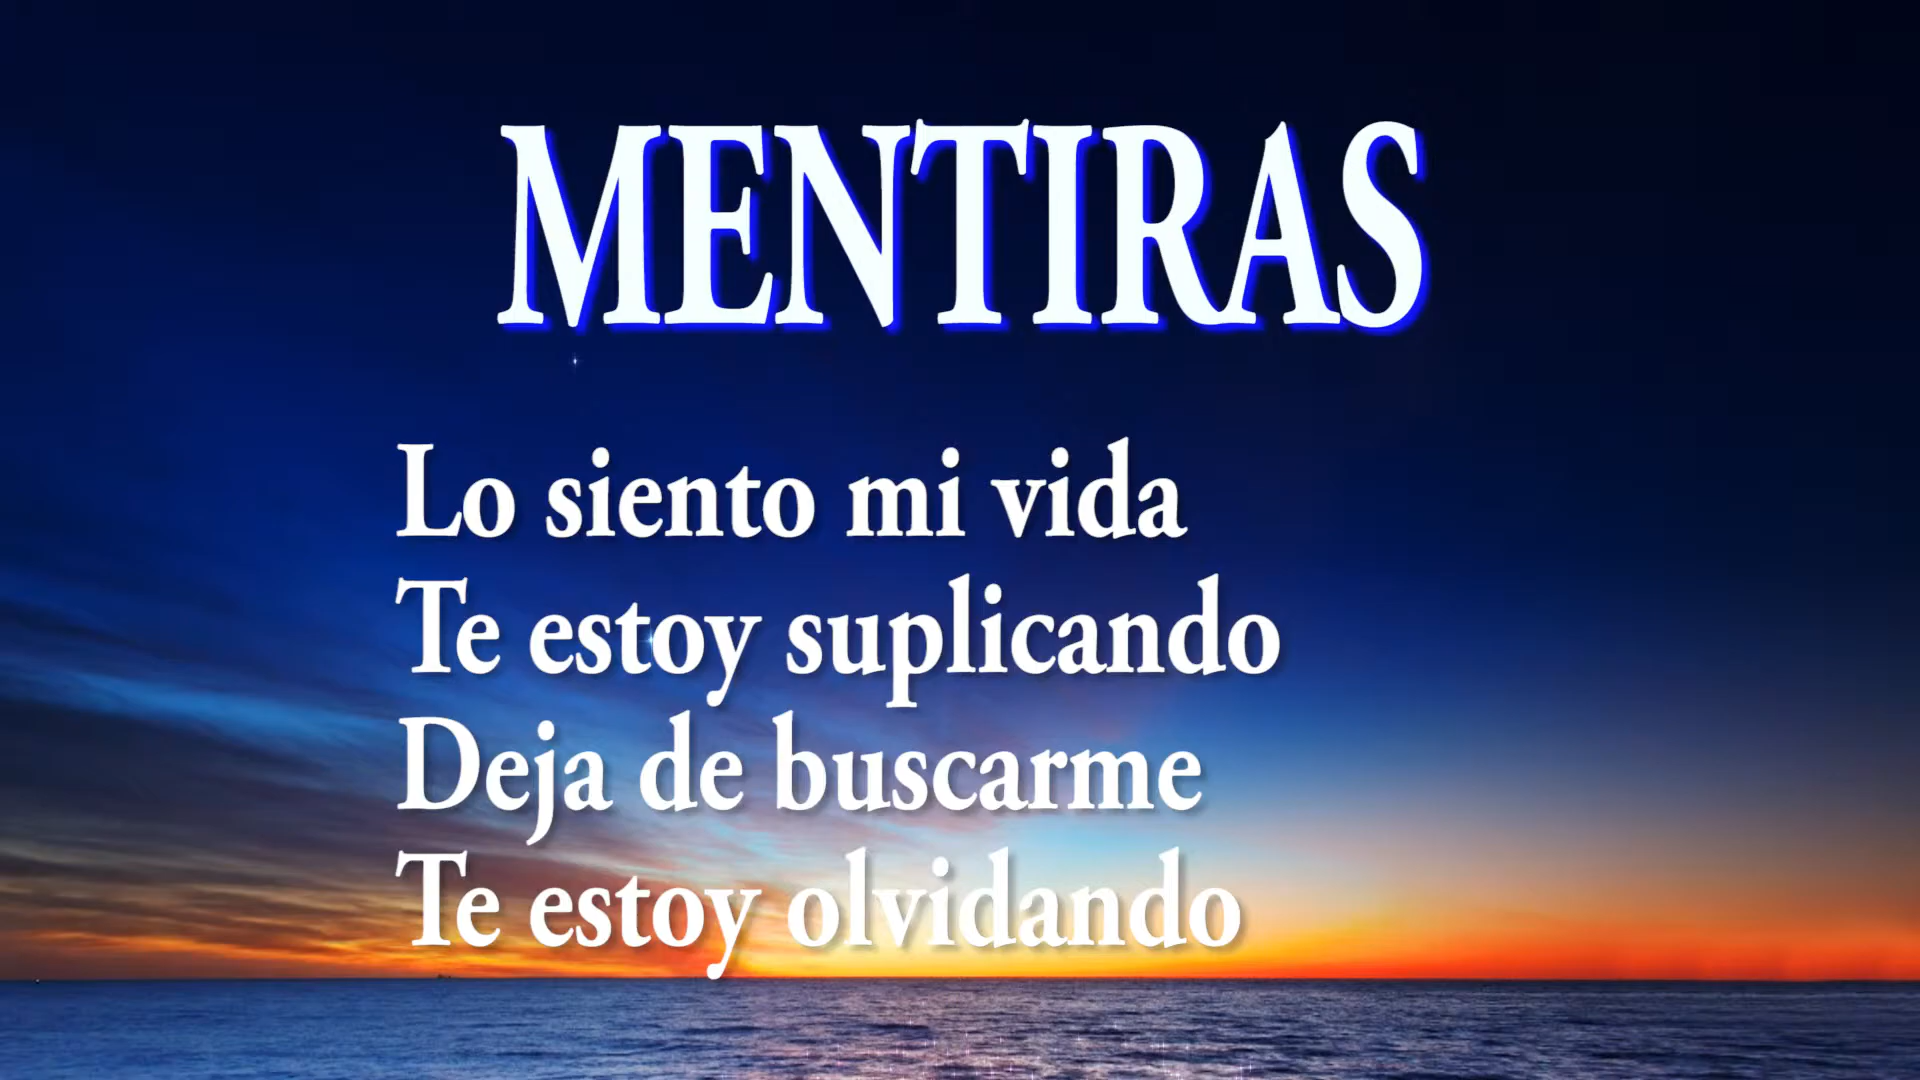 MENTIRAS
Lo siento mi vida
Te estoy suplicando
Deja de buscarme
Te estoy olvidando